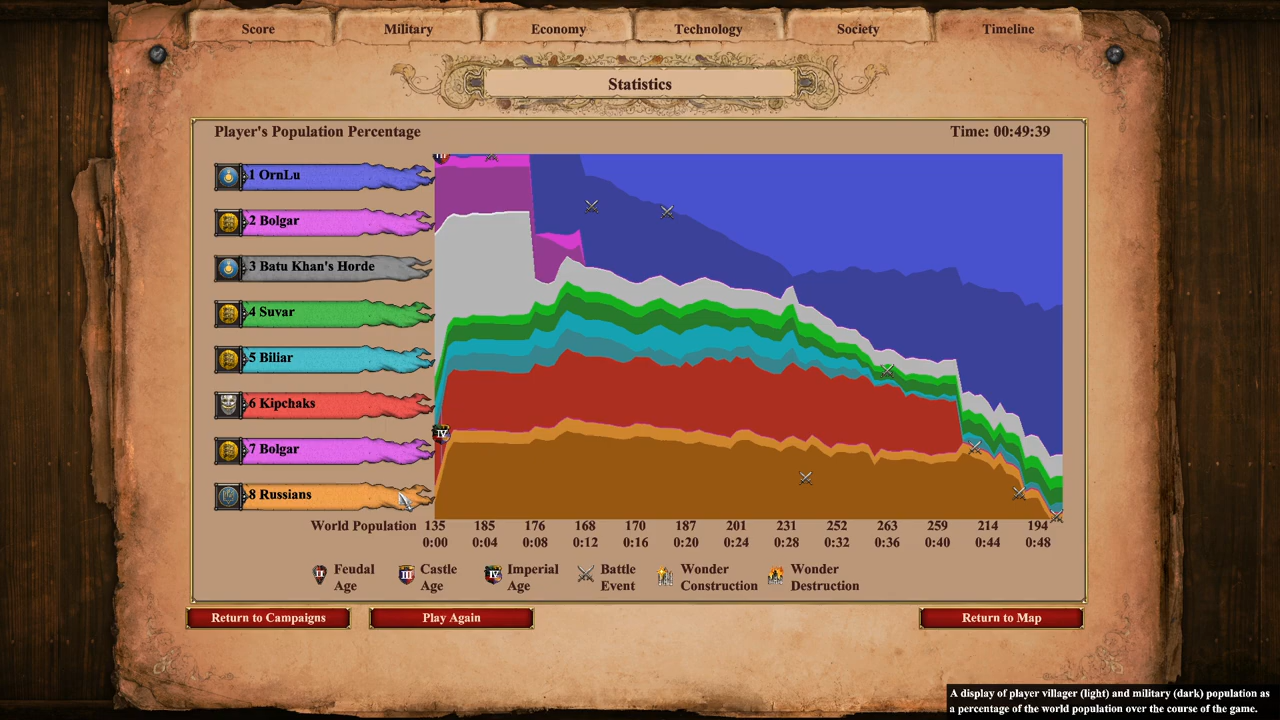 Score Military Economy Technology Society Timeline
Statistics
Player's Population Percentage
Time: 00:49:39
1 OrnLu
2 Bolgar
3 Batu Khan's Horde
4 Suvar
5 Biliar
6 Kipchaks
7 Bolgar
8 Russians
III
IV
World Population 135 185 176 168 170 187 201 231 252 263 259 214 194
0:00 0:04 0:08 0:12 0:16 0:20 0:24 0:28 0:32 0:36 0:40 0:44 0:48
II Feudal Age
III Castle Age
IV Imperial Age
Battle Event
Wonder Construction
Wonder Destruction
Return to Campaigns Play Again Return to Map
A display of player villager (light) and military (dark) population as
a percentage of the world population over the course of the game.